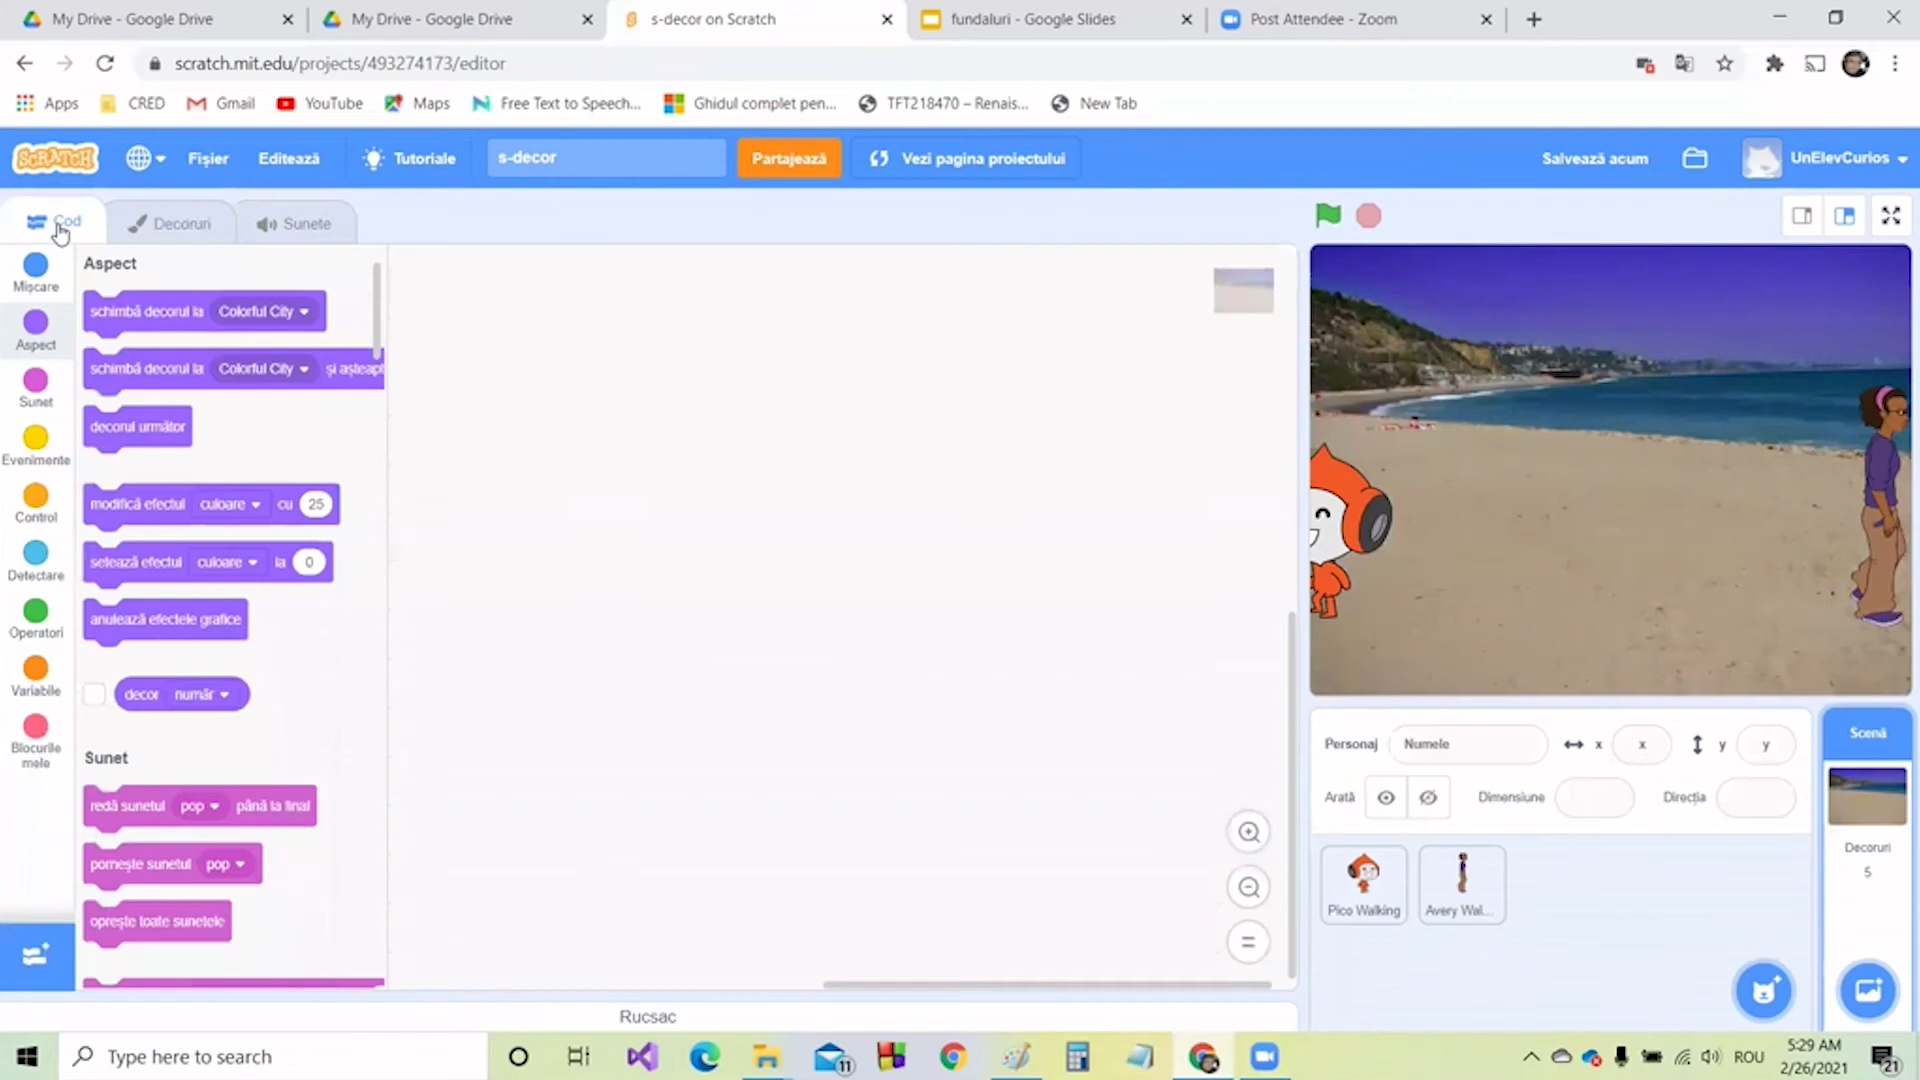 My Drive - Google Drive
My Drive - Google Drive
s-decor on Scratch
fundaluri - Google Slides
Post Attendee - Zoom
scratch.mit.edu/projects/493274173/editor
Apps
CRED
Gmail
YouTube
Maps
Free Text to Speech...
Ghidul complet pen...
TFT218470 – Renais...
New Tab
SCRATCH
Fișier
Editează
Tutoriale
s-decor
Partajează
Vezi pagina proiectului
Salvează acum
UnElevCurios
Cod
Decoruri
Sunete
Mișcare
Aspect
Sunet
Evenimente
Control
Detectare
Operatori
Variabile
Blocurile
mele
Aspect
schimbă decorul la Colorful City
schimbă decorul la Colorful City și așteapt
decorul următor
modifică efectul culoare cu 25
setează efectul culoare la 0
anulează efectele grafice
decor număr
Sunet
redă sunetul pop până la final
pornește sunetul pop
oprește toate sunetele
Rucsac
Personaj
Numele
x
x
y
y
Arată
Dimensiune
Direcția
Pico Walking
Avery Wal...
Scenă
Decoruri
5
Type here to search
11
ROU
5:29 AM
2/26/2021
21